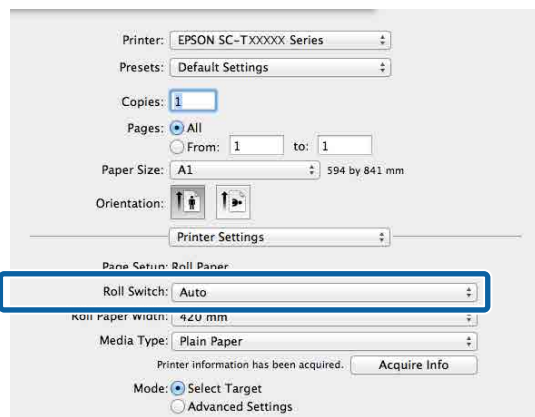 Printer: EPSON SC-TXXXXX Series
Presets: Default Settings
Copies: 1
Pages: All
From: 1 to: 1
Paper Size: A1 594 by 841 mm
Orientation:
Printer Settings
Page Setup: Roll Paper
Roll Switch: Auto
Roll Paper Width: 420 mm
Media Type: Plain Paper
Printer information has been acquired. Acquire Info
Mode: Select Target
Advanced Settings